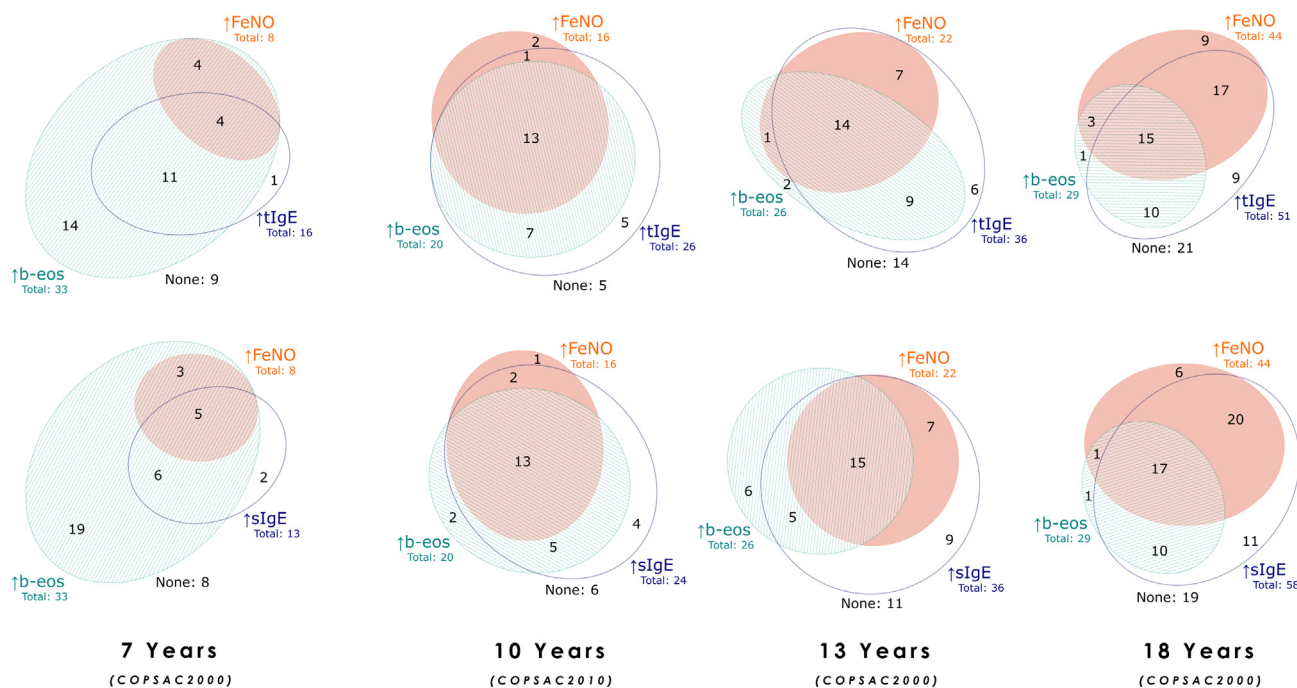 ↑FeNO
Total: 8
4
4
11
1
14
↑tIgE
Total: 16
↑b-eos
Total: 33
None: 9
↑FeNO
Total: 16
2
1
13
7
5
↑b-eos
Total: 20
↑tIgE
Total: 26
None: 5
↑FeNO
Total: 22
7
14
1
2
9
6
↑b-eos
Total: 26
↑tIgE
Total: 36
None: 14
↑FeNO
Total: 44
9
17
3
15
1
9
10
↑b-eos
Total: 29
↑tIgE
Total: 51
None: 21
↑FeNO
Total: 8
3
5
6
2
19
↑sIgE
Total: 13
↑b-eos
Total: 33
None: 8
↑FeNO
Total: 16
1
2
13
2
5
4
↑b-eos
Total: 20
↑sIgE
Total: 24
None: 6
↑FeNO
Total: 22
7
15
6
5
9
↑b-eos
Total: 26
↑sIgE
Total: 36
None: 11
↑FeNO
Total: 44
6
20
1
17
1
10
11
↑b-eos
Total: 29
↑sIgE
Total: 58
None: 19
7 Years
(COPSAC2000)
10 Years
(COPSAC2010)
13 Years
(COPSAC2000)
18 Years
(COPSAC2000)